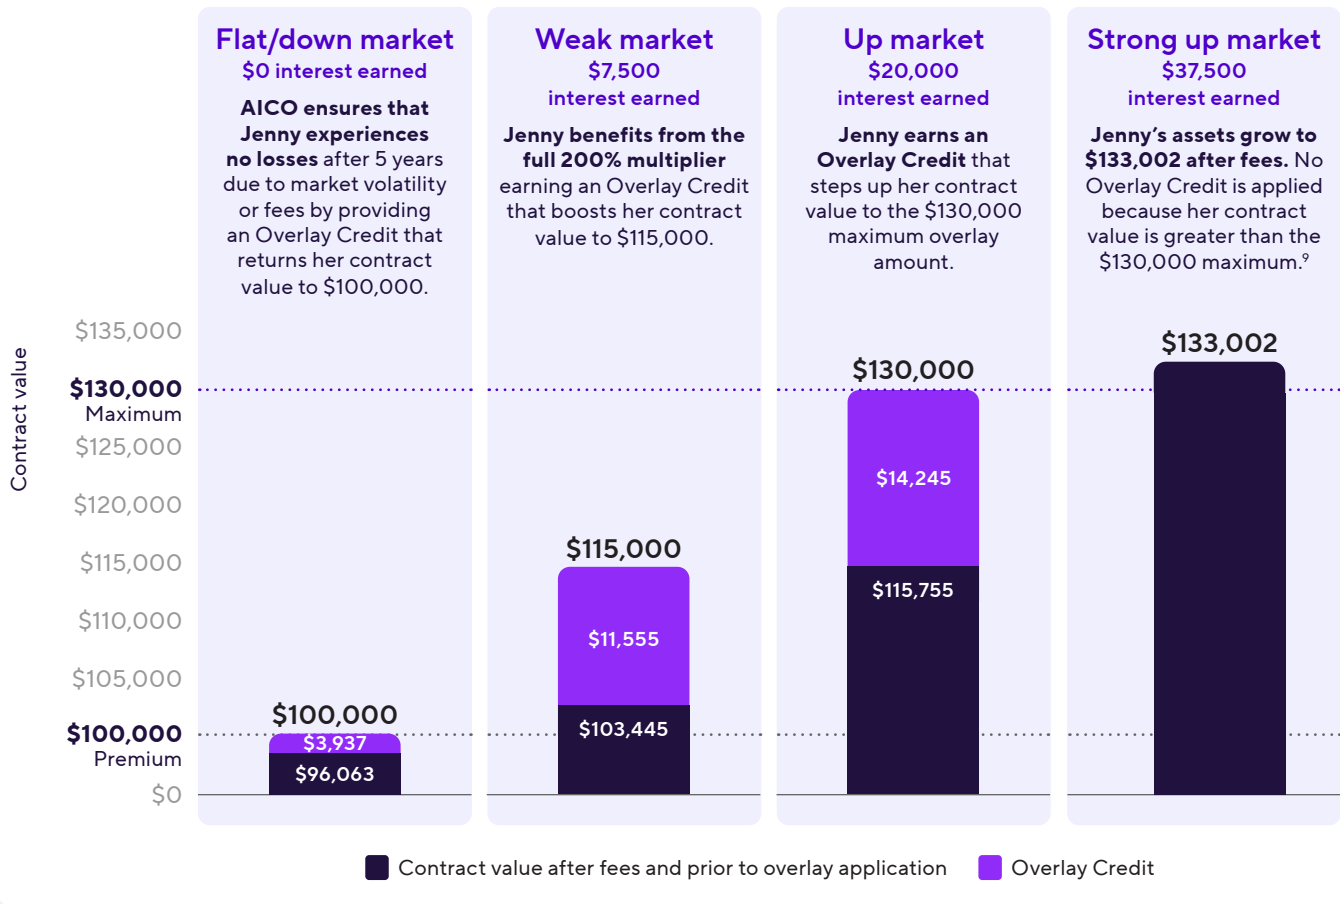 Flat/down market
$0 interest earned
AICO ensures that
Jenny experiences
no losses after 5 years
due to market volatility
or fees by providing
an Overlay Credit that
returns her contract
value to $100,000.
Weak market
$7,500
interest earned
Jenny benefits from the
full 200% multiplier
earning an Overlay Credit
that boosts her contract
value to $115,000.
Up market
$20,000
interest earned
Jenny earns an
Overlay Credit that
steps up her contract
value to the $130,000
maximum overlay
amount.
Strong up market
$37,500
interest earned
Jenny’s assets grow to
$133,002 after fees. No
Overlay Credit is applied
because her contract
value is greater than the
$130,000 maximum.⁹
Contract value
$135,000
$130,000
Maximum
$125,000
$120,000
$115,000
$110,000
$105,000
$100,000
Premium
$0
$100,000
$3,937
$96,063
$115,000
$11,555
$103,445
$130,000
$14,245
$115,755
$133,002
Contract value after fees and prior to overlay application
Overlay Credit